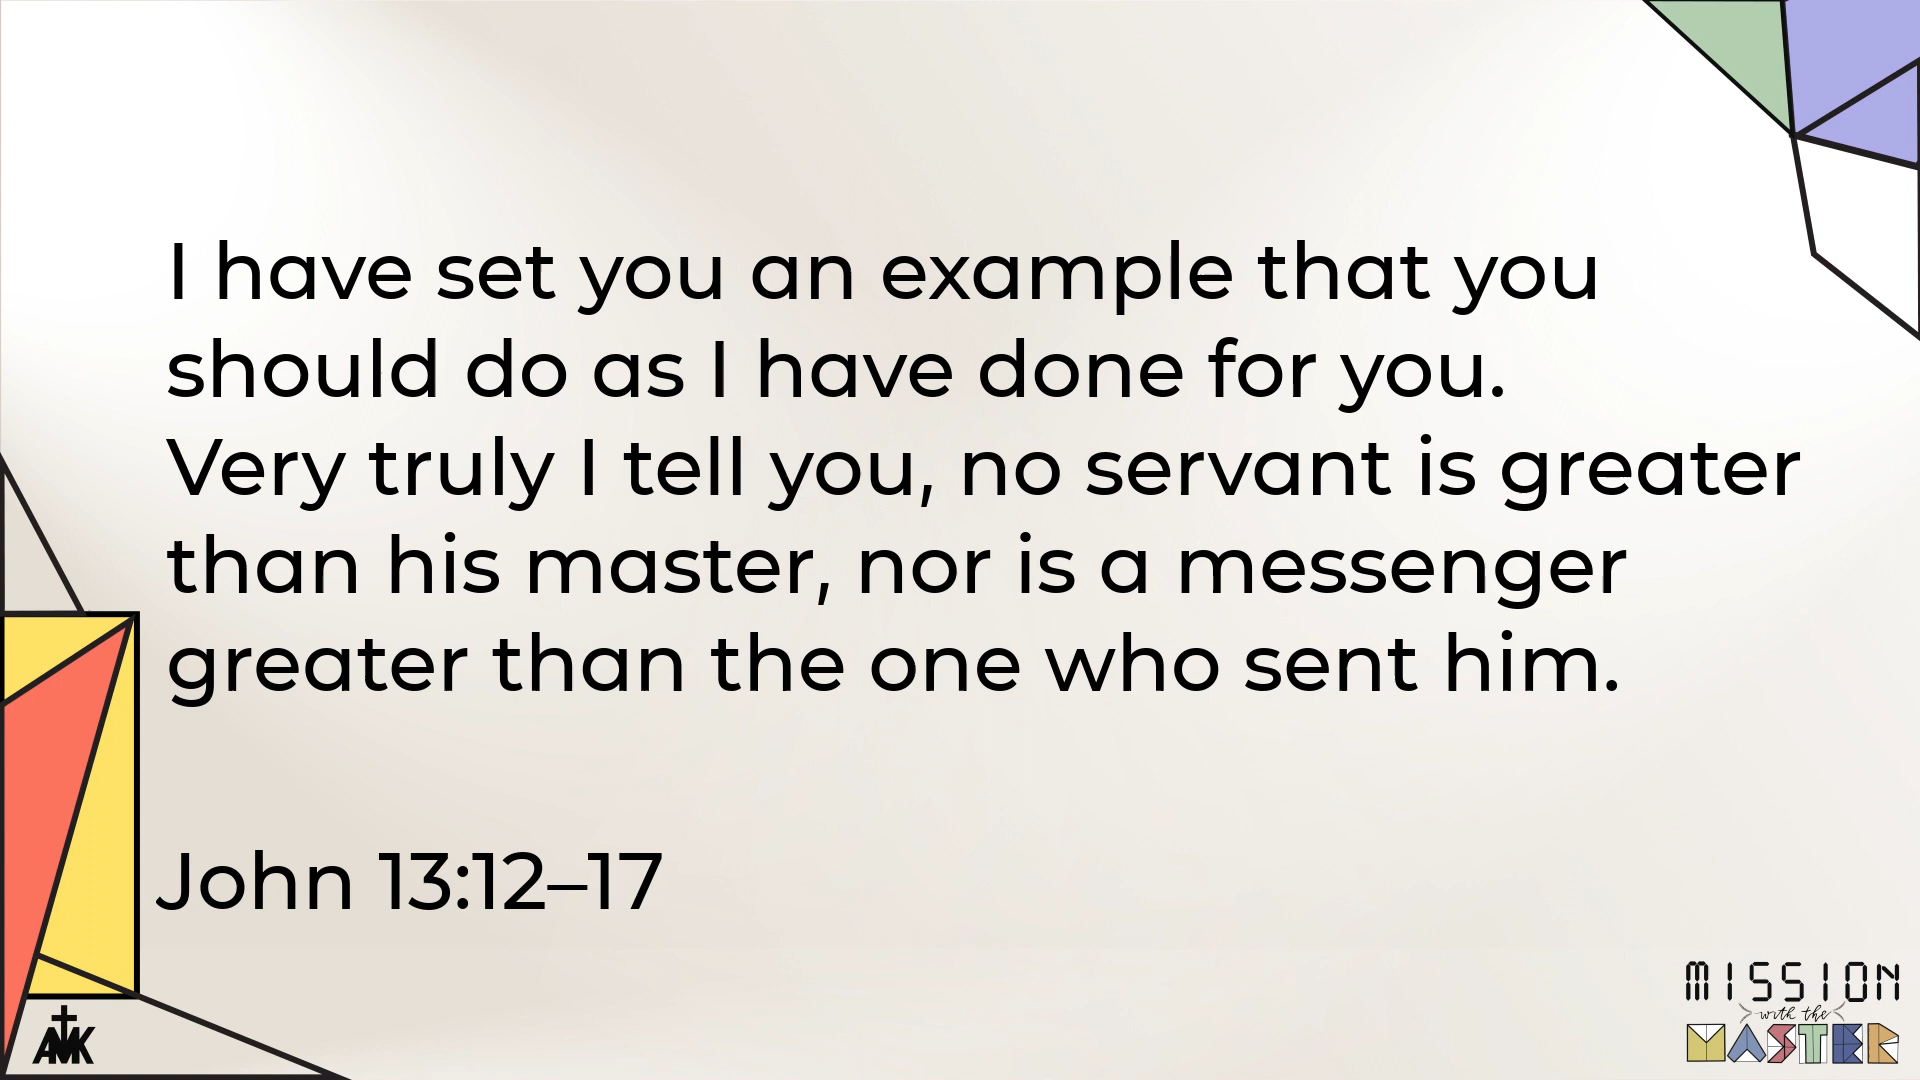 I have set you an example that you
should do as I have done for you.
Very truly I tell you, no servant is greater
than his master, nor is a messenger
greater than the one who sent him.
John 13:12–17
MISSION
with the
MASTER
AMK